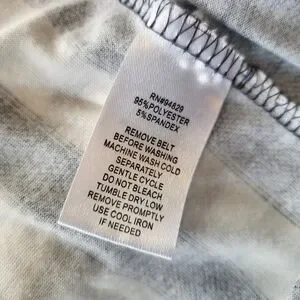 RN#94829
95%POLYESTER
5%SPANDEX
REMOVE BELT
BEFORE WASHING
MACHINE WASH COLD
SEPARATELY
GENTLE CYCLE
DO NOT BLEACH
TUMBLE DRY LOW
REMOVE PROMPTLY
USE COOL IRON
IF NEEDED